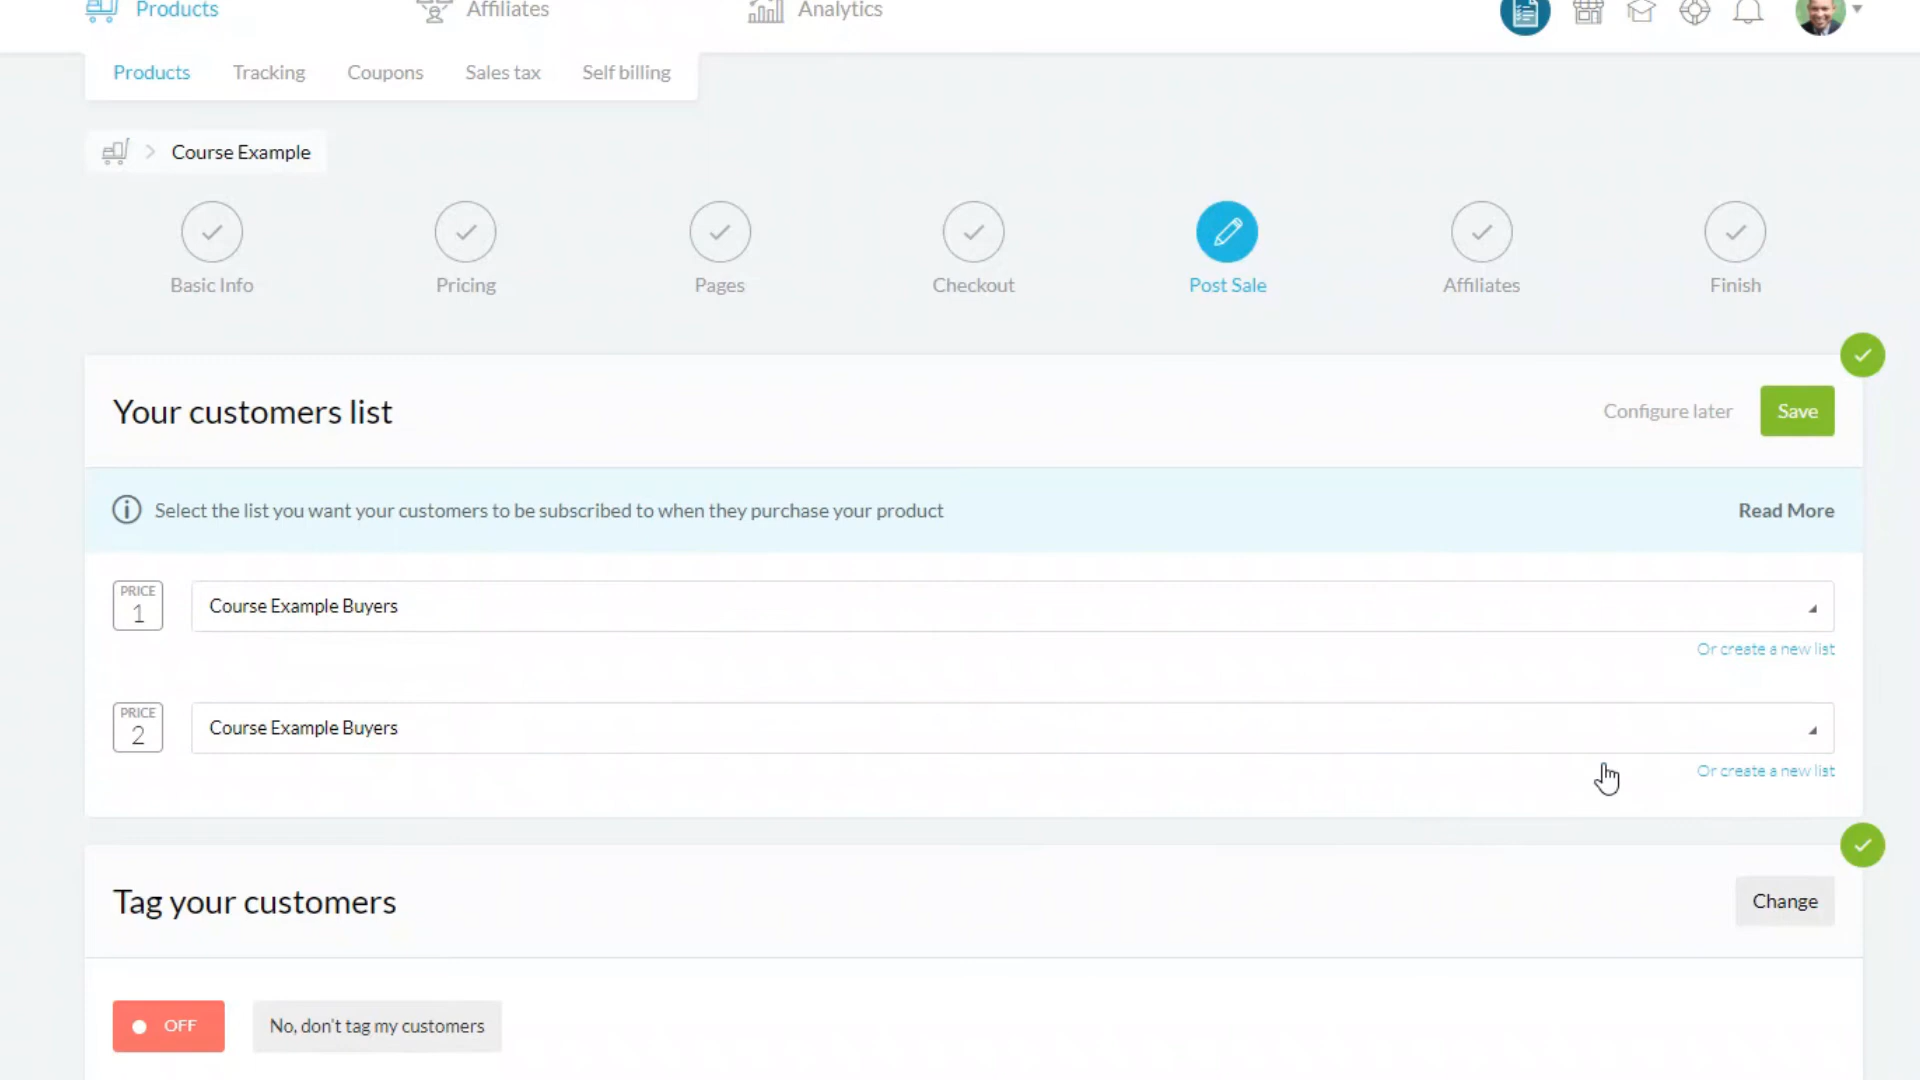 Products
Affiliates
Analytics
Products
Tracking
Coupons
Sales tax
Self billing
Course Example
Basic Info
Pricing
Pages
Checkout
Post Sale
Affiliates
Finish
Your customers list
Configure later
Save
Select the list you want your customers to be subscribed to when they purchase your product
Read More
PRICE
1
Course Example Buyers
Or create a new list
PRICE
2
Course Example Buyers
Or create a new list
Tag your customers
Change
OFF
No, don't tag my customers